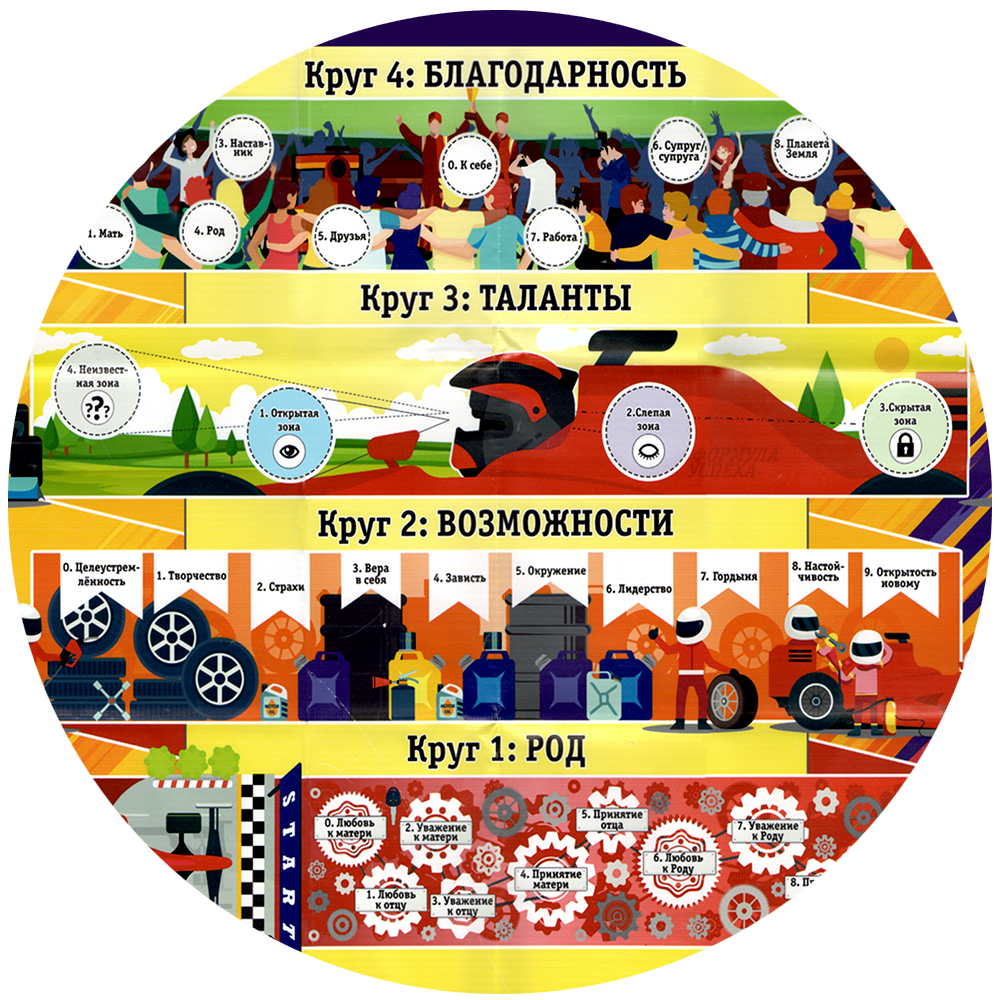 Круг 4: БЛАГОДАРНОСТЬ
3. Настав-
ник
0. К себе
6. Супруг/
супруга
8. Планета
Земля
1. Мать
4. Род
5. Друзья
7. Работа
Круг 3: ТАЛАНТЫ
4. Неизвест-
ная зона
???
1. Открытая
зона
2.Слепая
зона
3.Скрытая
зона
ФОРМУЛА
УСПЕХА
Круг 2: ВОЗМОЖНОСТИ
0. Целеустрем-
лённость
1. Творчество
2. Страхи
3. Вера
в себя
4. Зависть
5. Окружение
6. Лидерство
7. Гордыня
8. Настой-
чивость
9. Открытость
новому
MOTOR
OIL
MOTOR
OIL
Круг 1: РОД
START
0. Любовь
к матери
2. Уважение
к матери
5. Принятие
отца
7. Уважение
к Роду
6. Любовь
к Роду
4. Принятие
матери
1. Любовь
к отцу
3. Уважение
к отцу
8. П